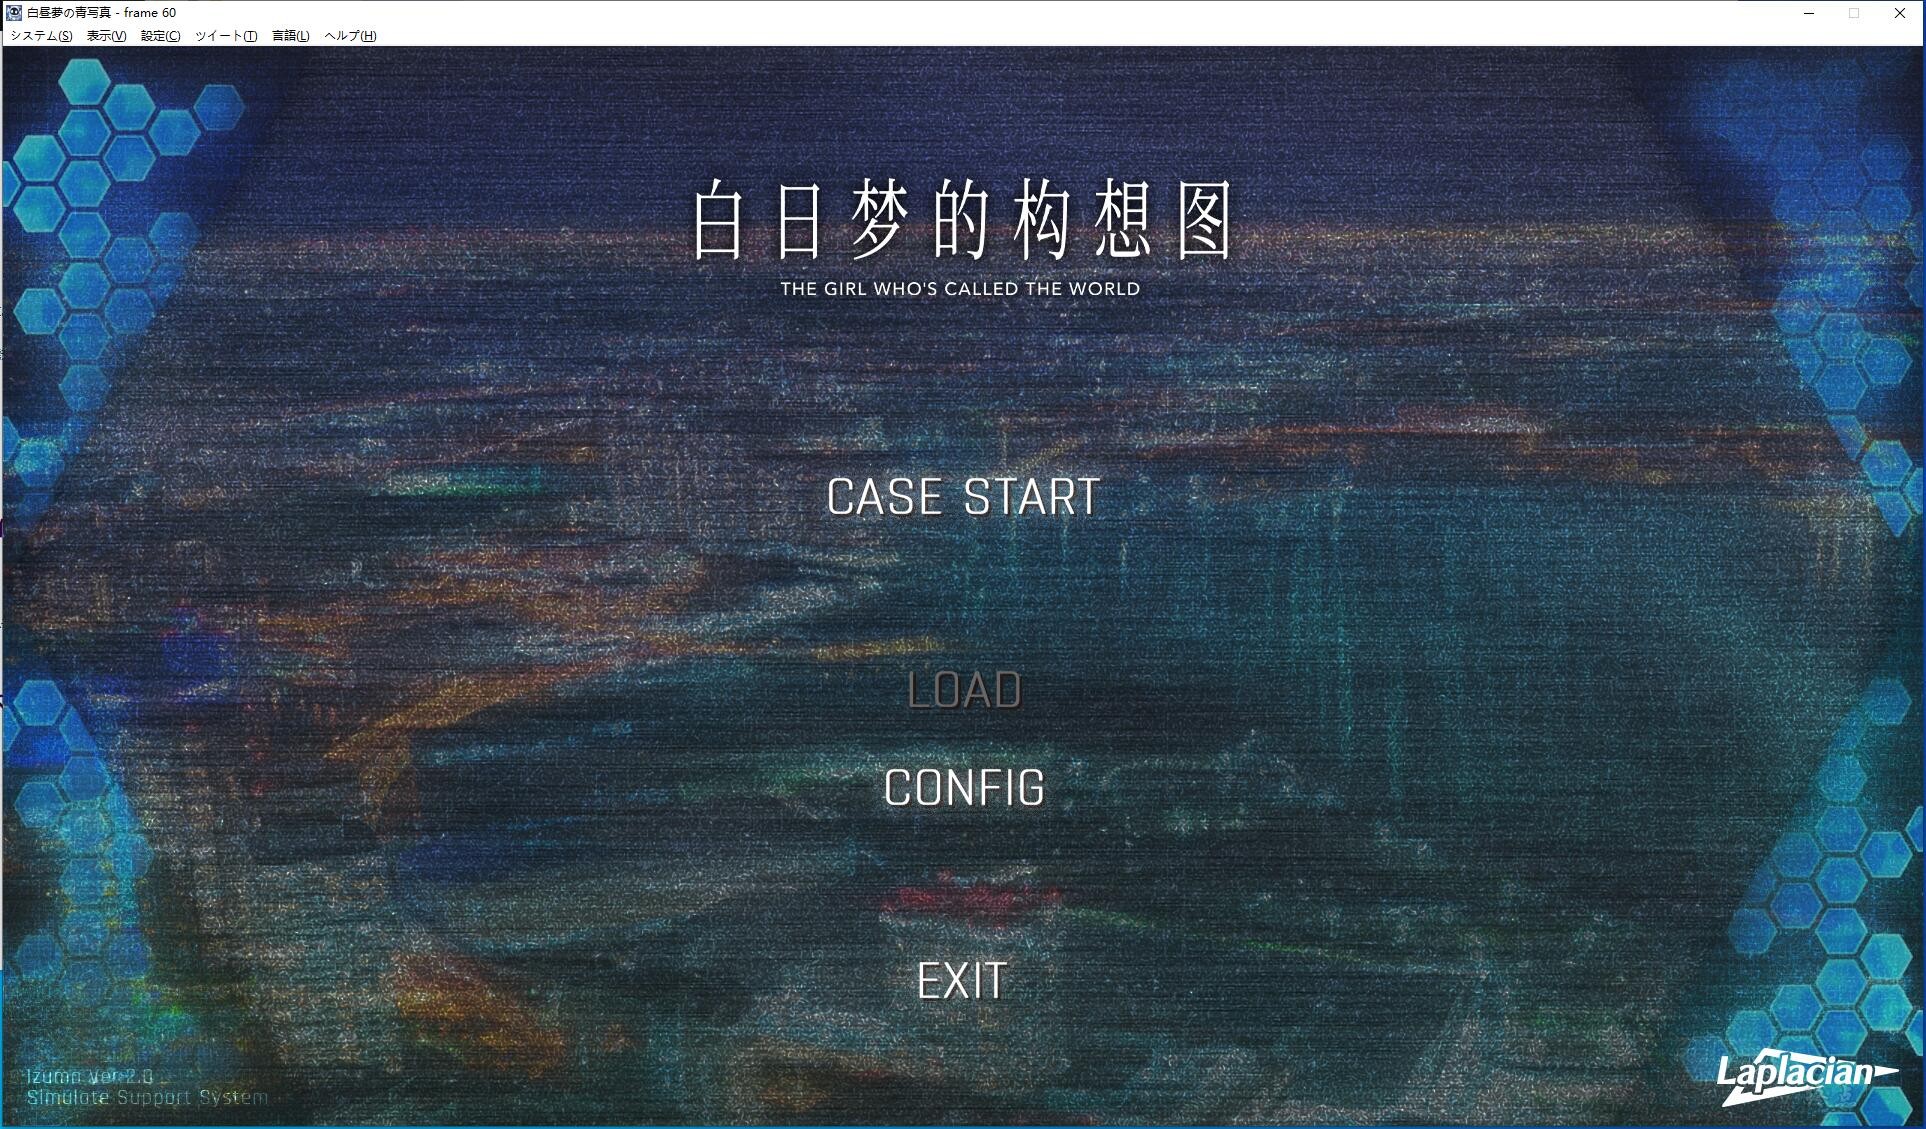 白昼夢の青写真 - frame 60
システム(S) 表示(V) 設定(C) ツイート(T) 言語(L) ヘルプ(H)
白日梦的构想图
THE GIRL WHO'S CALLED THE WORLD
CASE START
LOAD
CONFIG
EXIT
Izumo ver.2.0
Simulate Support System
Laplacian